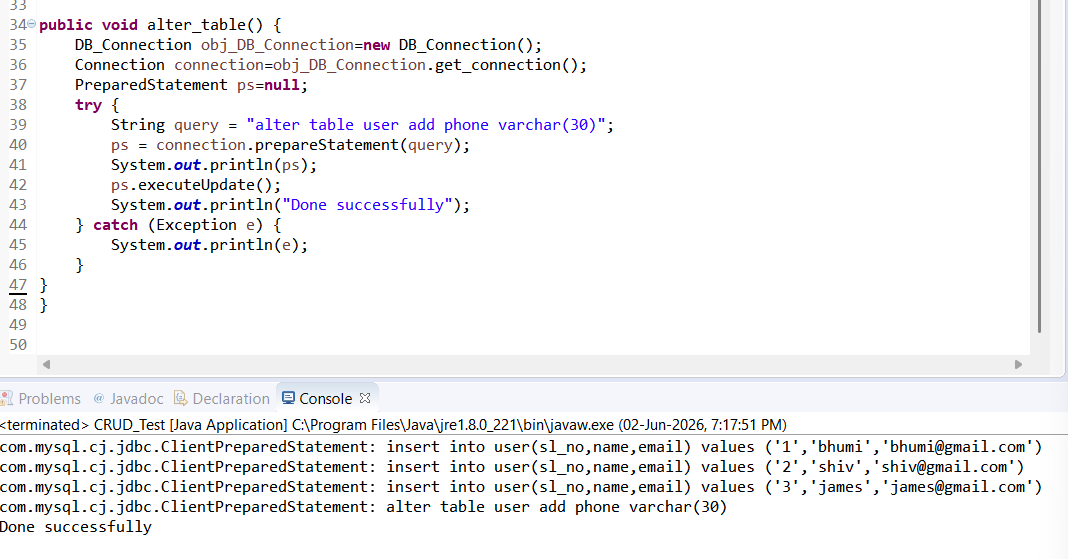 33
34 public void alter_table() {
35 DB_Connection obj_DB_Connection=new DB_Connection();
36 Connection connection=obj_DB_Connection.get_connection();
37 PreparedStatement ps=null;
38 try {
39 String query = "alter table user add phone varchar(30)";
40 ps = connection.prepareStatement(query);
41 System.out.println(ps);
42 ps.executeUpdate();
43 System.out.println("Done successfully");
44 } catch (Exception e) {
45 System.out.println(e);
46 }
47 }
48 }
49
50
Problems @ Javadoc Declaration Console
<terminated> CRUD_Test [Java Application] C:\Program Files\Java\jre1.8.0_221\bin\javaw.exe (02-Jun-2026, 7:17:51 PM)
com.mysql.cj.jdbc.ClientPreparedStatement: insert into user(sl_no,name,email) values ('1','bhumi','bhumi@gmail.com')
com.mysql.cj.jdbc.ClientPreparedStatement: insert into user(sl_no,name,email) values ('2','shiv','shiv@gmail.com')
com.mysql.cj.jdbc.ClientPreparedStatement: insert into user(sl_no,name,email) values ('3','james','james@gmail.com')
com.mysql.cj.jdbc.ClientPreparedStatement: alter table user add phone varchar(30)
Done successfully